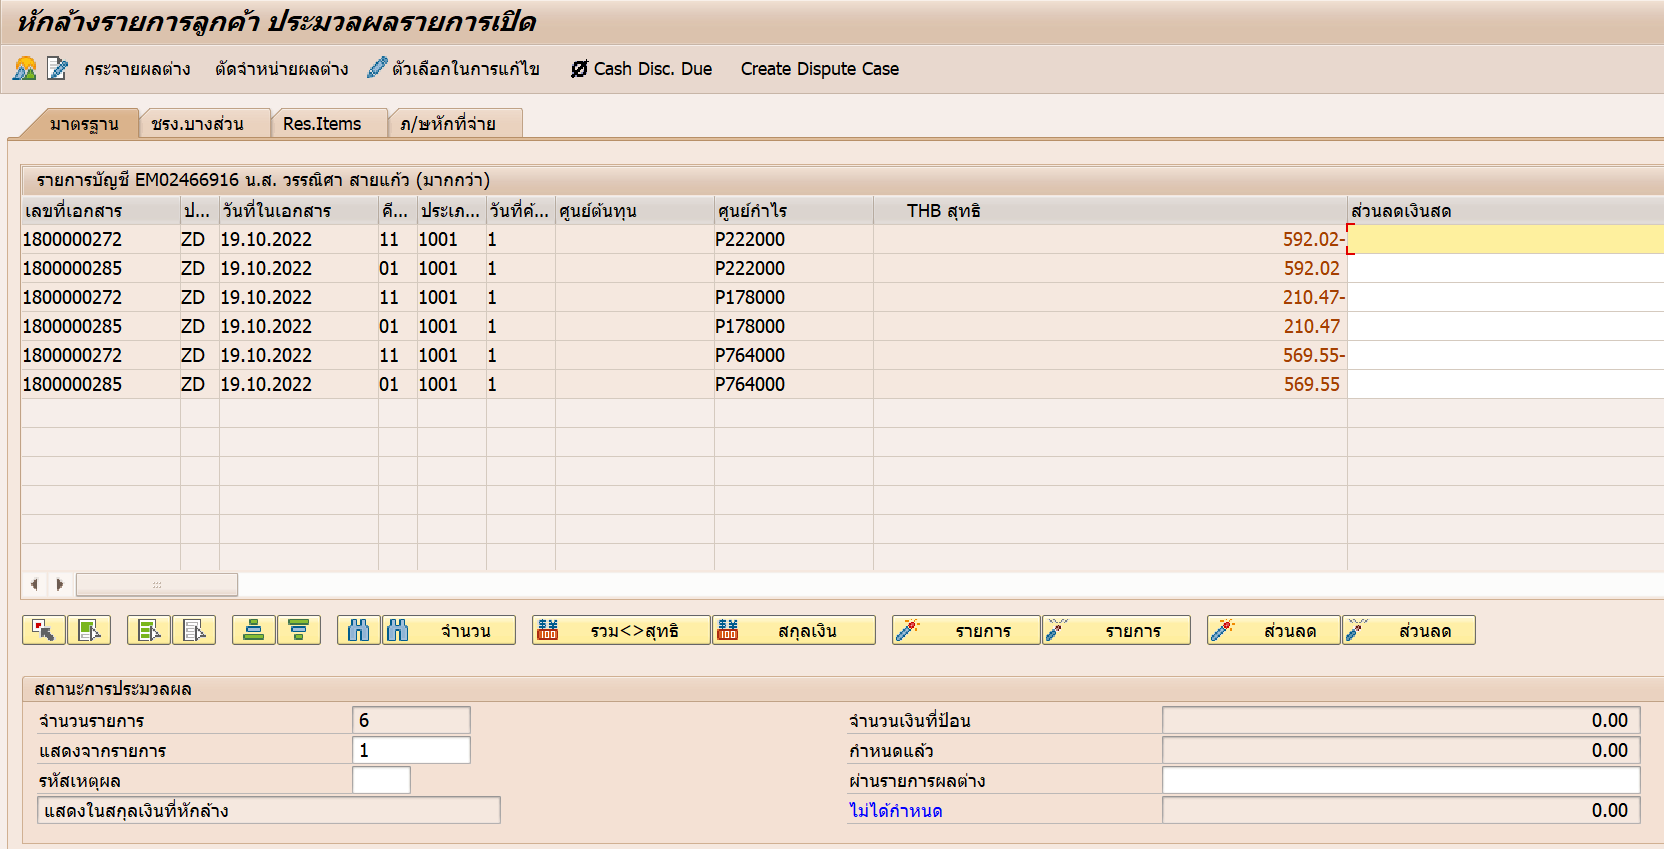 หักล้างรายการลูกค้า ประมวลผลรายการเปิด
กระจายผลต่าง ตัดจำหน่ายผลต่าง ตัวเลือกในการแก้ไข Cash Disc. Due Create Dispute Case
มาตรฐาน ชรง.บางส่วน Res.Items ภ/ษหักที่จ่าย
รายการบัญชี EM02466916 น.ส. วรรณิศา สายแก้ว (มากกว่า)
เลขที่เอกสาร ป... วันที่ในเอกสาร คี... ประเภ... วันที่ค้... ศูนย์ต้นทุน ศูนย์กำไร THB สุทธิ ส่วนลดเงินสด
1800000272 ZD 19.10.2022 11 1001 1 P222000 592.02-
1800000285 ZD 19.10.2022 01 1001 1 P222000 592.02
1800000272 ZD 19.10.2022 11 1001 1 P178000 210.47-
1800000285 ZD 19.10.2022 01 1001 1 P178000 210.47
1800000272 ZD 19.10.2022 11 1001 1 P764000 569.55-
1800000285 ZD 19.10.2022 01 1001 1 P764000 569.55
จำนวน รวม<>สุทธิ สกุลเงิน รายการ รายการ ส่วนลด ส่วนลด
สถานะการประมวลผล
จำนวนรายการ 6 จำนวนเงินที่ป้อน 0.00
แสดงจากรายการ 1 กำหนดแล้ว 0.00
รหัสเหตุผล ผ่านรายการผลต่าง
แสดงในสกุลเงินที่หักล้าง ไม่ได้กำหนด 0.00